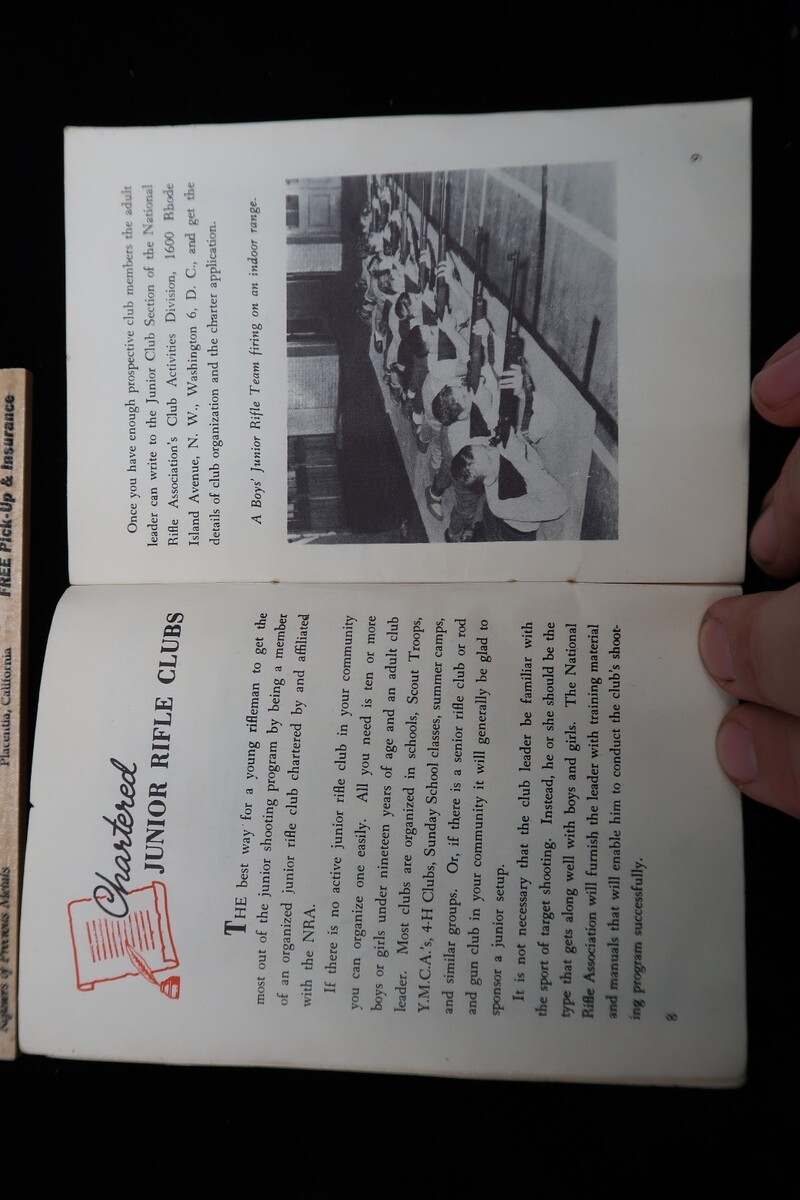 Chartered
JUNIOR RIFLE CLUBS
THE best way for a young rifleman to get the
most out of the junior shooting program by being a member
of an organized junior rifle club chartered by and affiliated
with the NRA.
If there is no active junior rifle club in your community
you can organize one easily. All you need is ten or more
boys or girls under nineteen years of age and an adult club
leader. Most clubs are organized in schools, Scout Troops,
Y.M.C.A.'s, 4-H Clubs, Sunday School classes, summer camps,
and similar groups. Or, if there is a senior rifle club or rod
and gun club in your community it will generally be glad to
sponsor a junior setup.
It is not necessary that the club leader be familiar with
the sport of target shooting. Instead, he or she should be the
type that gets along well with boys and girls. The National
Rifle Association will furnish the leader with training material
and manuals that will enable him to conduct the club's shoot-
ing program successfully.
8
Once you have enough prospective club members the adult
leader can write to the Junior Club Section of the National
Rifle Association's Club Activities Division, 1600 Rhode
Island Avenue, N. W., Washington 6, D. C., and get the
details of club organization and the charter application.
A Boys' Junior Rifle Team firing on an indoor range.
9
of Precious Metals
Placentia, California
FREE Pick-Up & Insurance